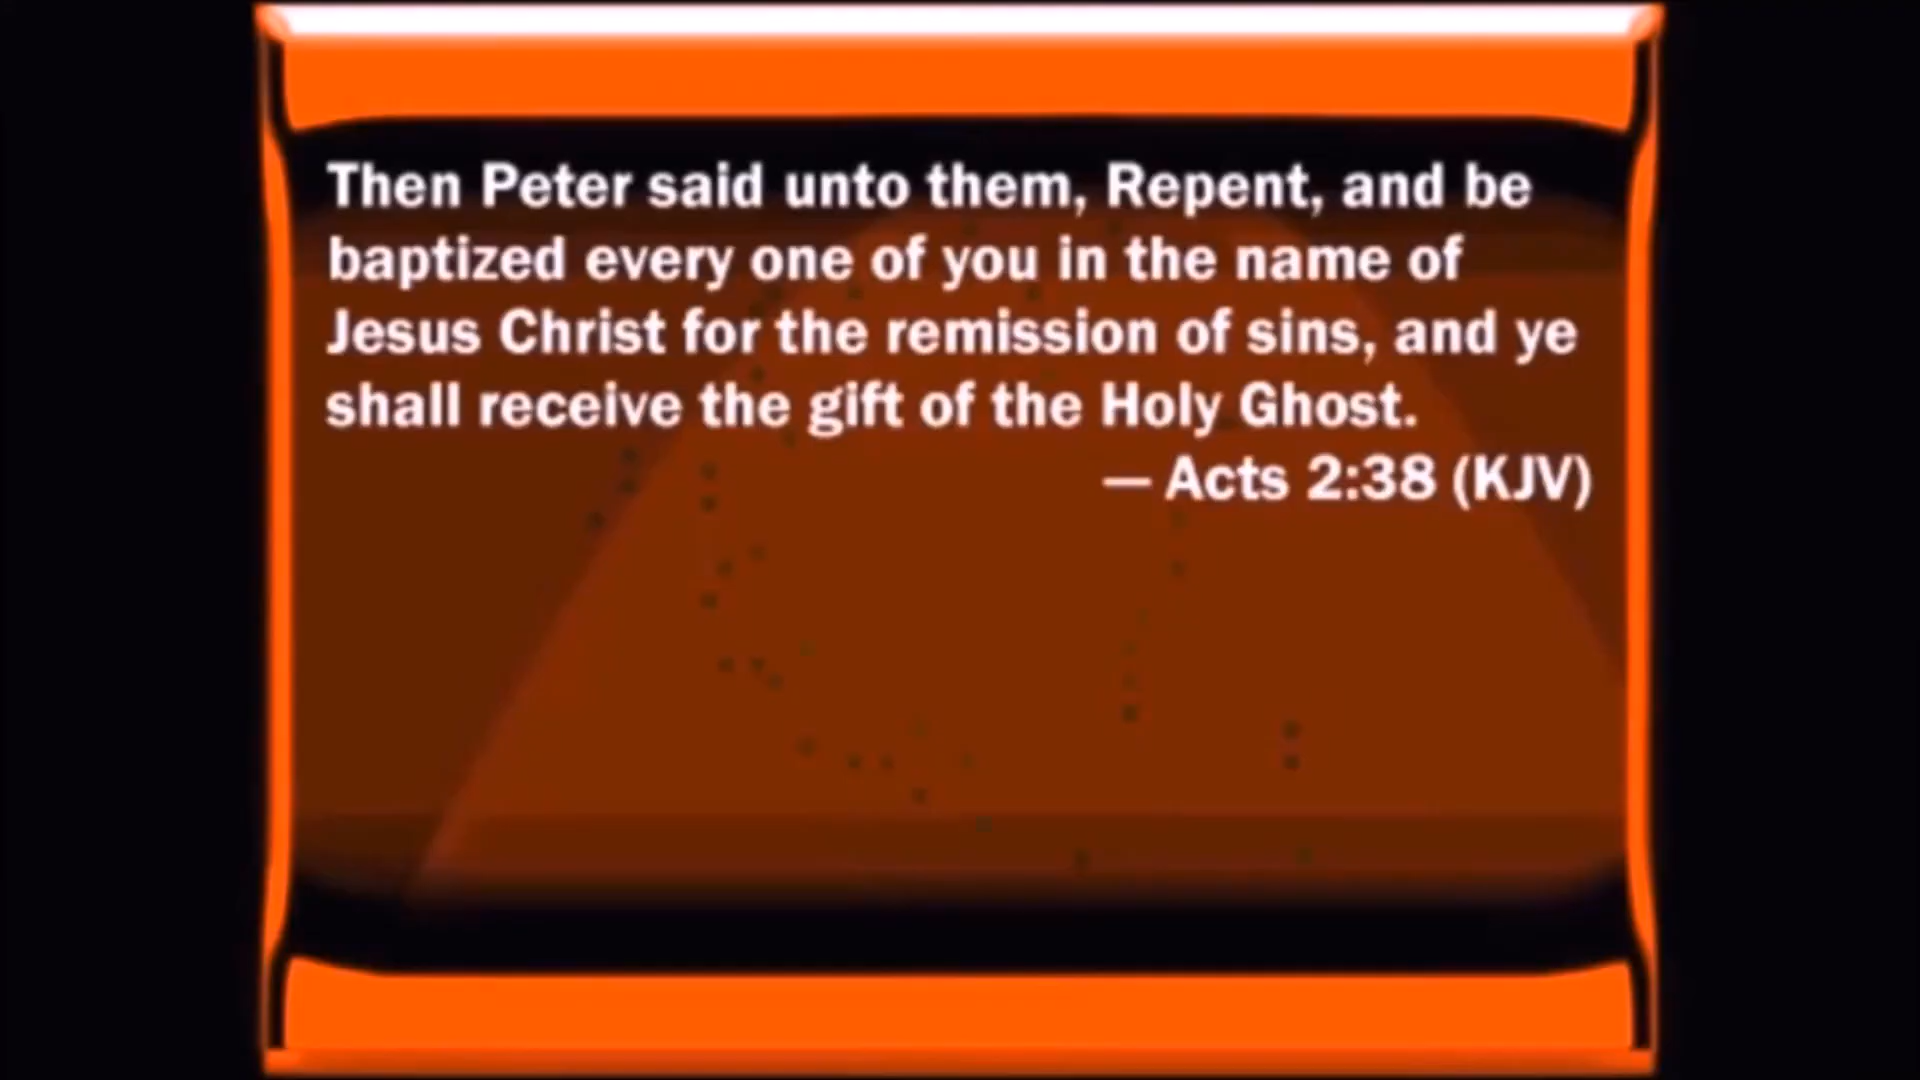 Then Peter said unto them, Repent, and be
baptized every one of you in the name of
Jesus Christ for the remission of sins, and ye
shall receive the gift of the Holy Ghost.
— Acts 2:38 (KJV)